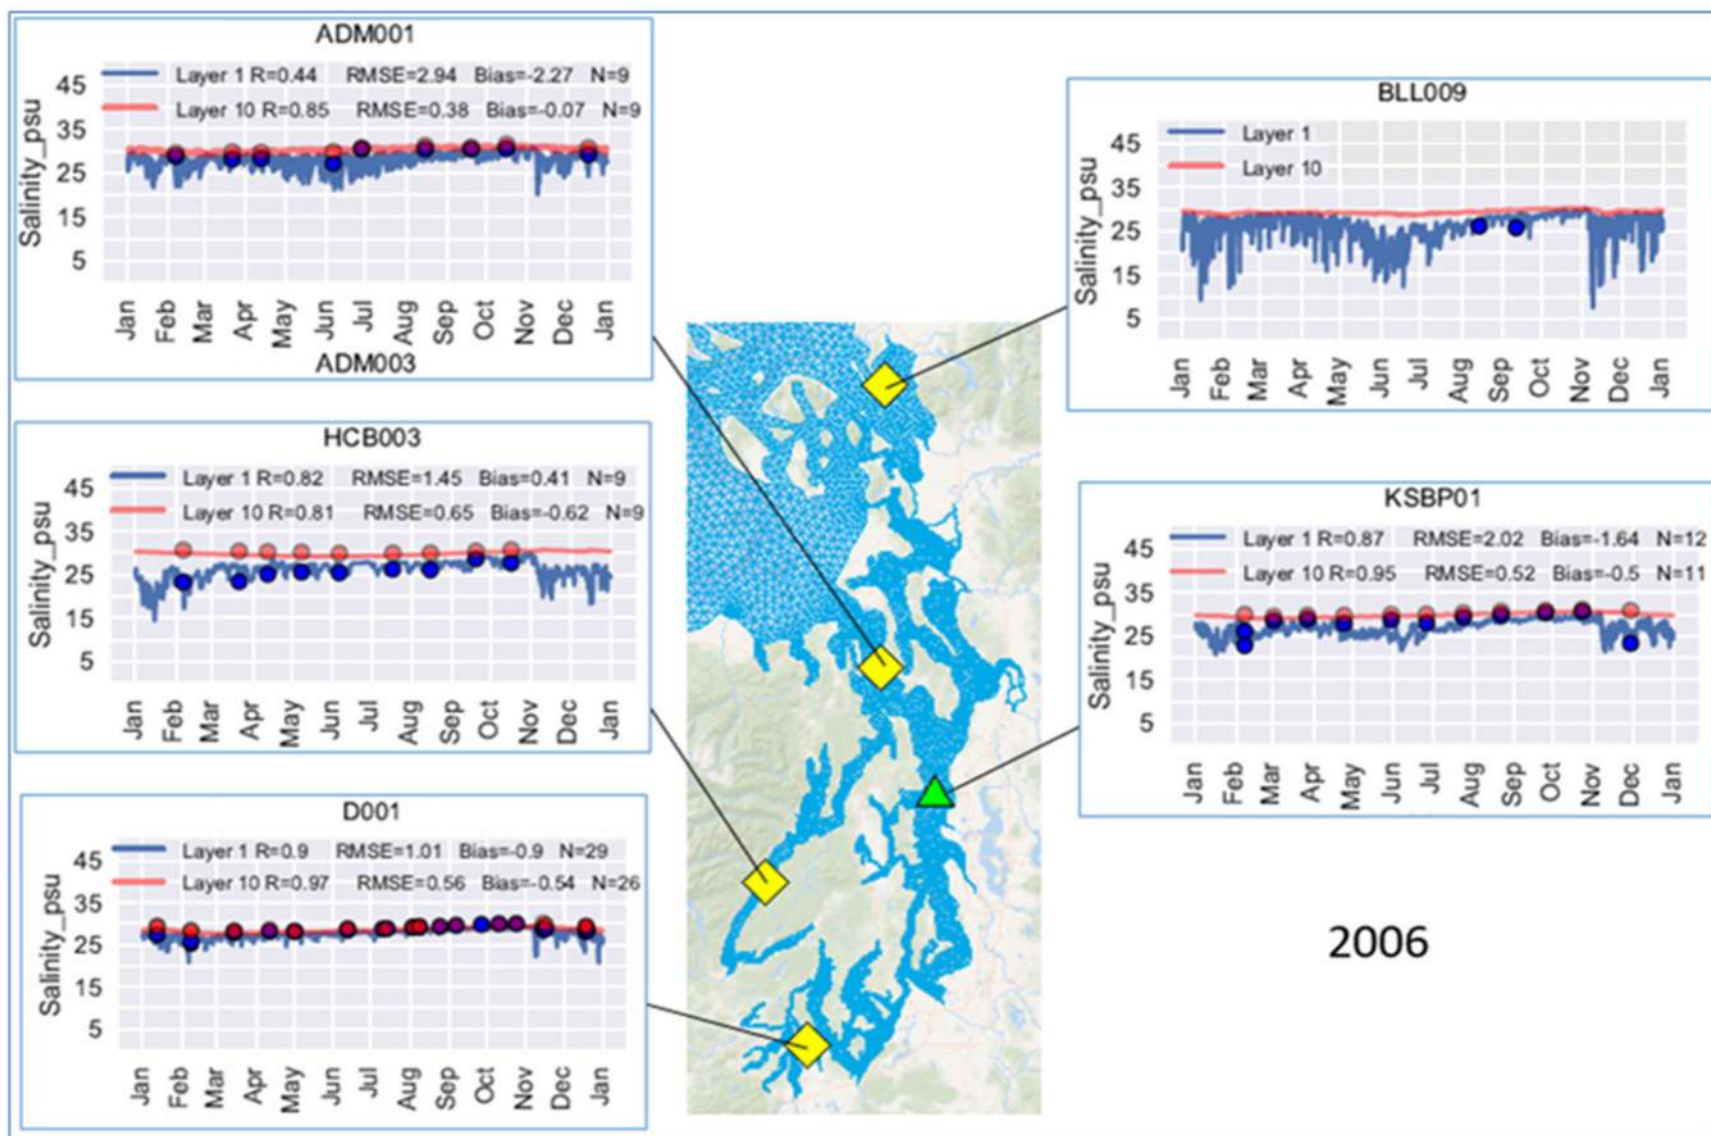 ADM001
Layer 1 R=0.44 RMSE=2.94 Bias=-2.27 N=9
Layer 10 R=0.85 RMSE=0.38 Bias=-0.07 N=9
Salinity_psu
45
35
25
15
5
Jan Feb Mar Apr May Jun Jul Aug Sep Oct Nov Dec Jan
ADM003
HCB003
Layer 1 R=0.82 RMSE=1.45 Bias=0.41 N=9
Layer 10 R=0.81 RMSE=0.65 Bias=-0.62 N=9
Salinity_psu
45
35
25
15
5
Jan Feb Mar Apr May Jun Jul Aug Sep Oct Nov Dec Jan
D001
Layer 1 R=0.9 RMSE=1.01 Bias=-0.9 N=29
Layer 10 R=0.97 RMSE=0.56 Bias=-0.54 N=26
Salinity_psu
45
35
25
15
5
Jan Feb Mar Apr May Jun Jul Aug Sep Oct Nov Dec Jan
BLL009
Layer 1
Layer 10
Salinity_psu
45
35
25
15
5
Jan Feb Mar Apr May Jun Jul Aug Sep Oct Nov Dec Jan
KSBP01
Layer 1 R=0.87 RMSE=2.02 Bias=-1.64 N=12
Layer 10 R=0.95 RMSE=0.52 Bias=-0.5 N=11
Salinity_psu
45
35
25
15
5
Jan Feb Mar Apr May Jun Jul Aug Sep Oct Nov Dec Jan
2006